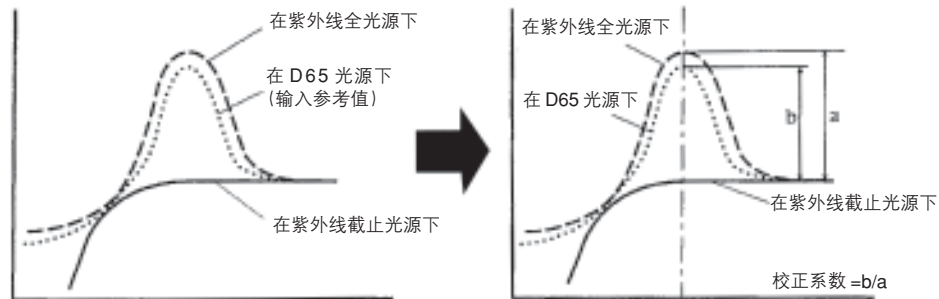 在紫外线全光源下
在 D65 光源下
(输入参考值)
在紫外线截止光源下
在紫外线全光源下
在 D65 光源下
b
a
在紫外线截止光源下
校正系数 =b/a